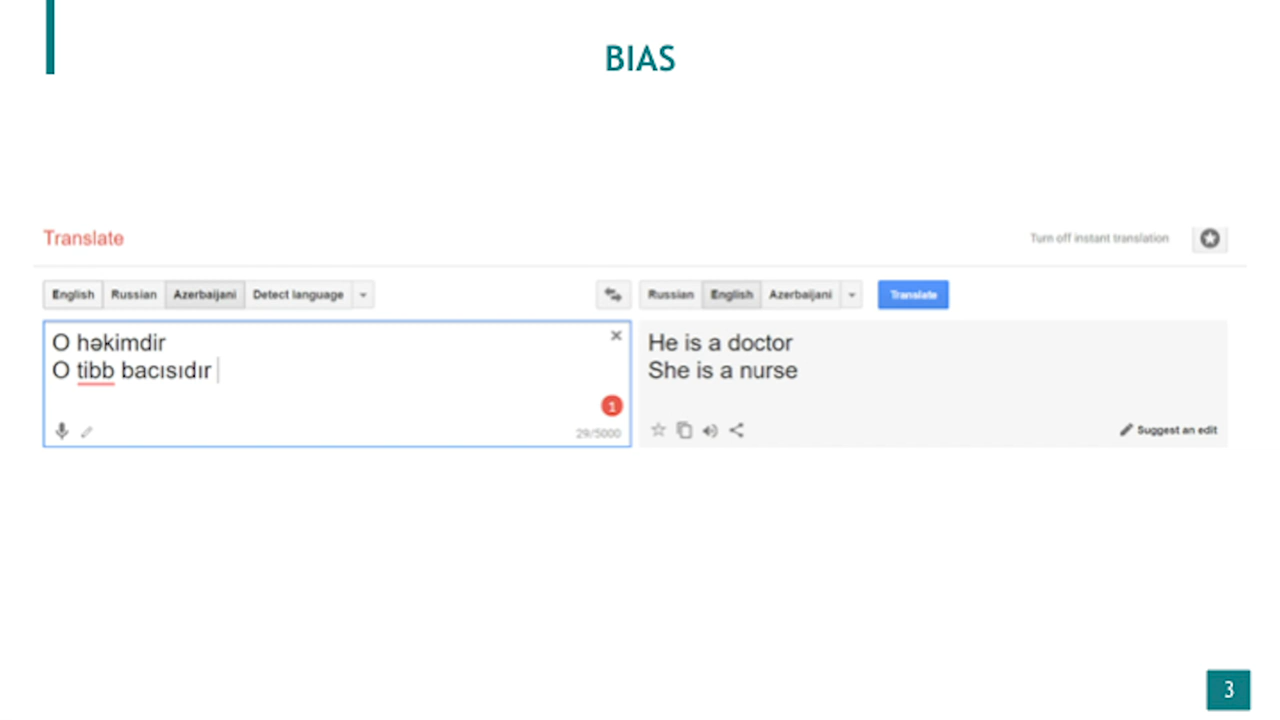 BIAS
Translate
Turn off instant translation
English Russian Azerbaijani Detect language
Russian English Azerbaijani Translate
O həkimdir
O tibb bacısıdır
1
29/5000
He is a doctor
She is a nurse
Suggest an edit
3